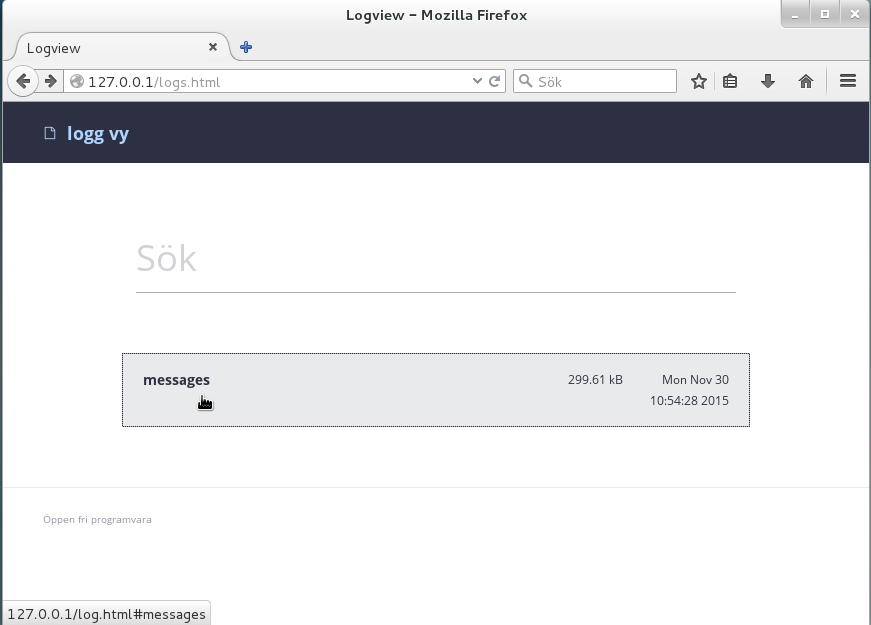 Logview - Mozilla Firefox
Logview
127.0.0.1/logs.html
Sök
logg vy
Sök
messages 299.61 kB Mon Nov 30
10:54:28 2015
Öppen fri programvara
127.0.0.1/log.html#messages